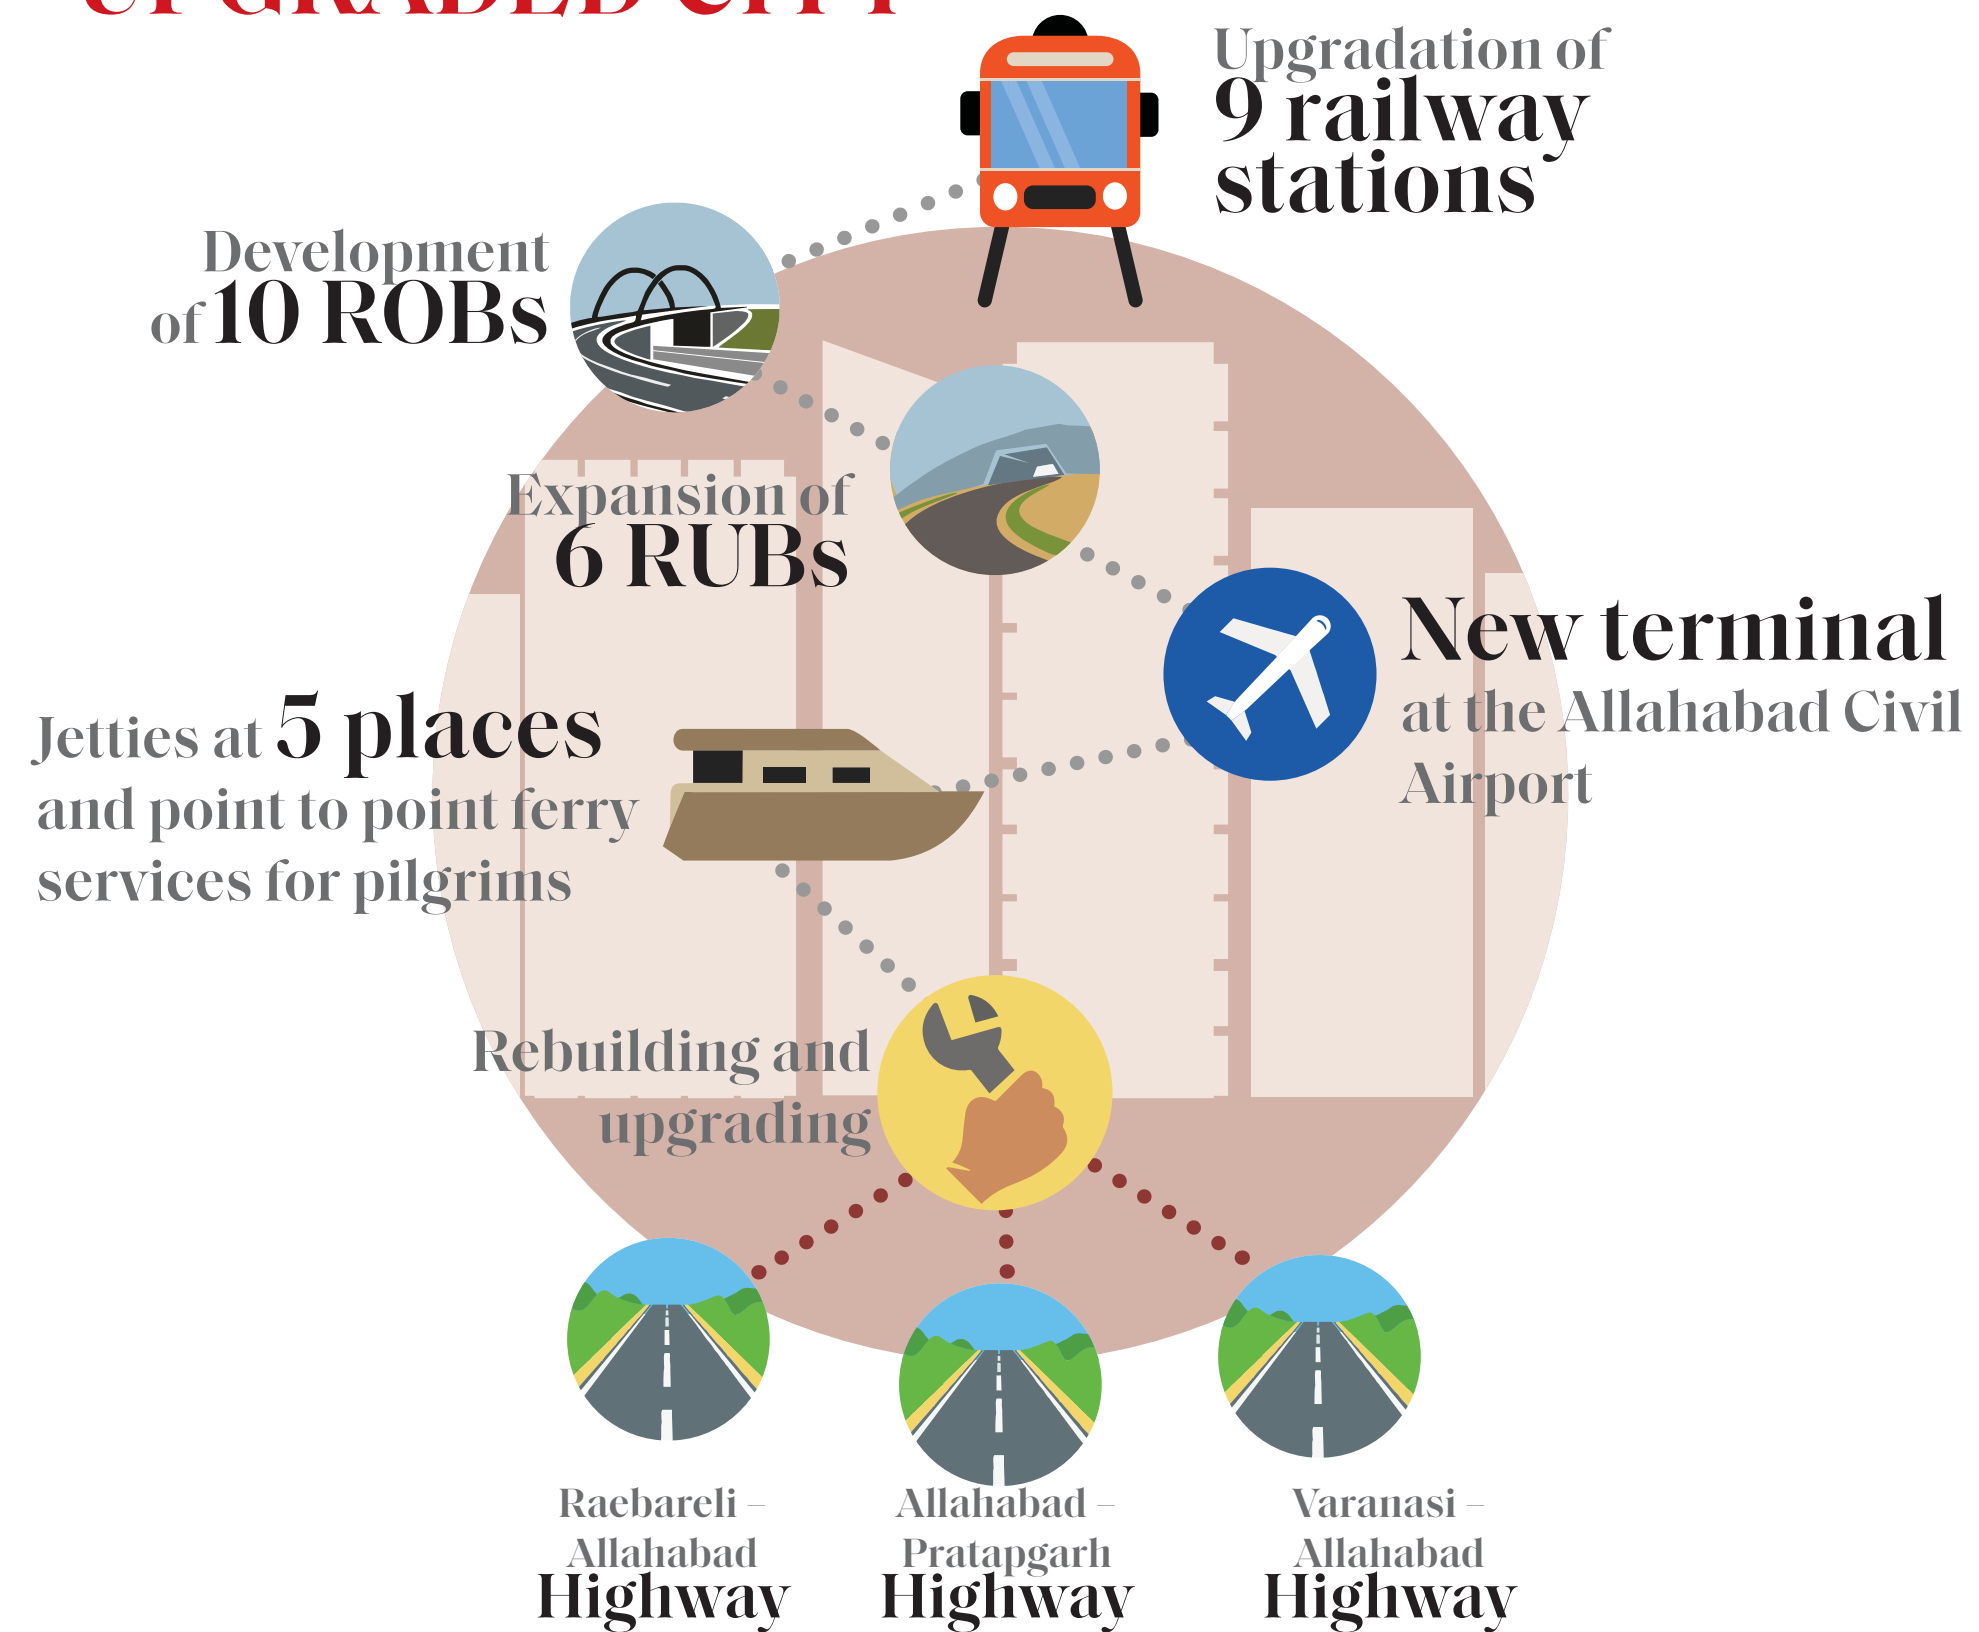 UPGRADED CITY
Upgradation of
9 railway
stations
Development
of 10 ROBs
Expansion of
6 RUBs
New terminal
at the Allahabad Civil
Airport
Jetties at 5 places
and point to point ferry
services for pilgrims
Rebuilding and
upgrading
Raebareli –
Allahabad
Highway
Allahabad –
Pratapgarh
Highway
Varanasi –
Allahabad
Highway